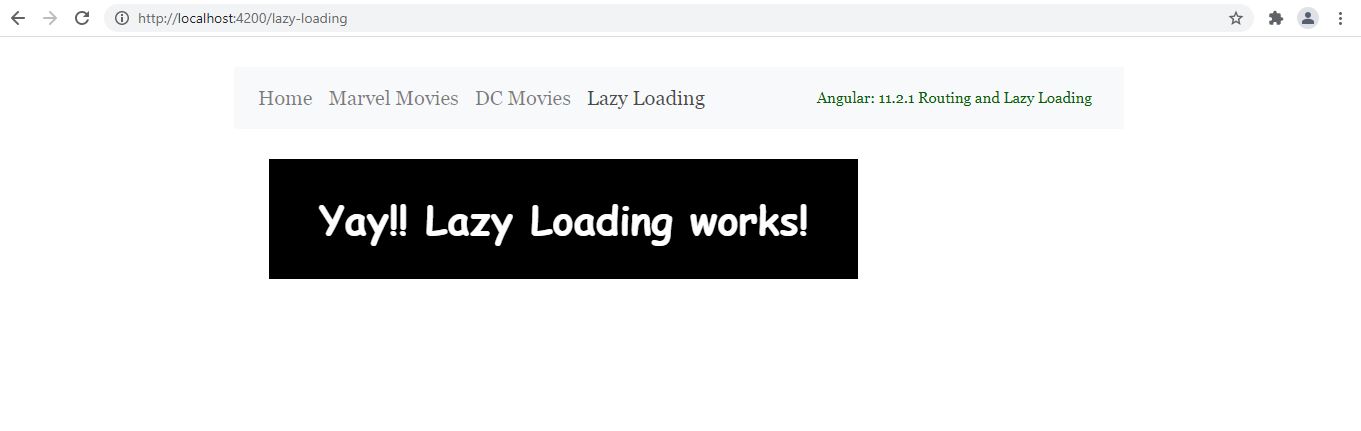 http://localhost:4200/lazy-loading
Home Marvel Movies DC Movies Lazy Loading Angular: 11.2.1 Routing and Lazy Loading
Yay!! Lazy Loading works!